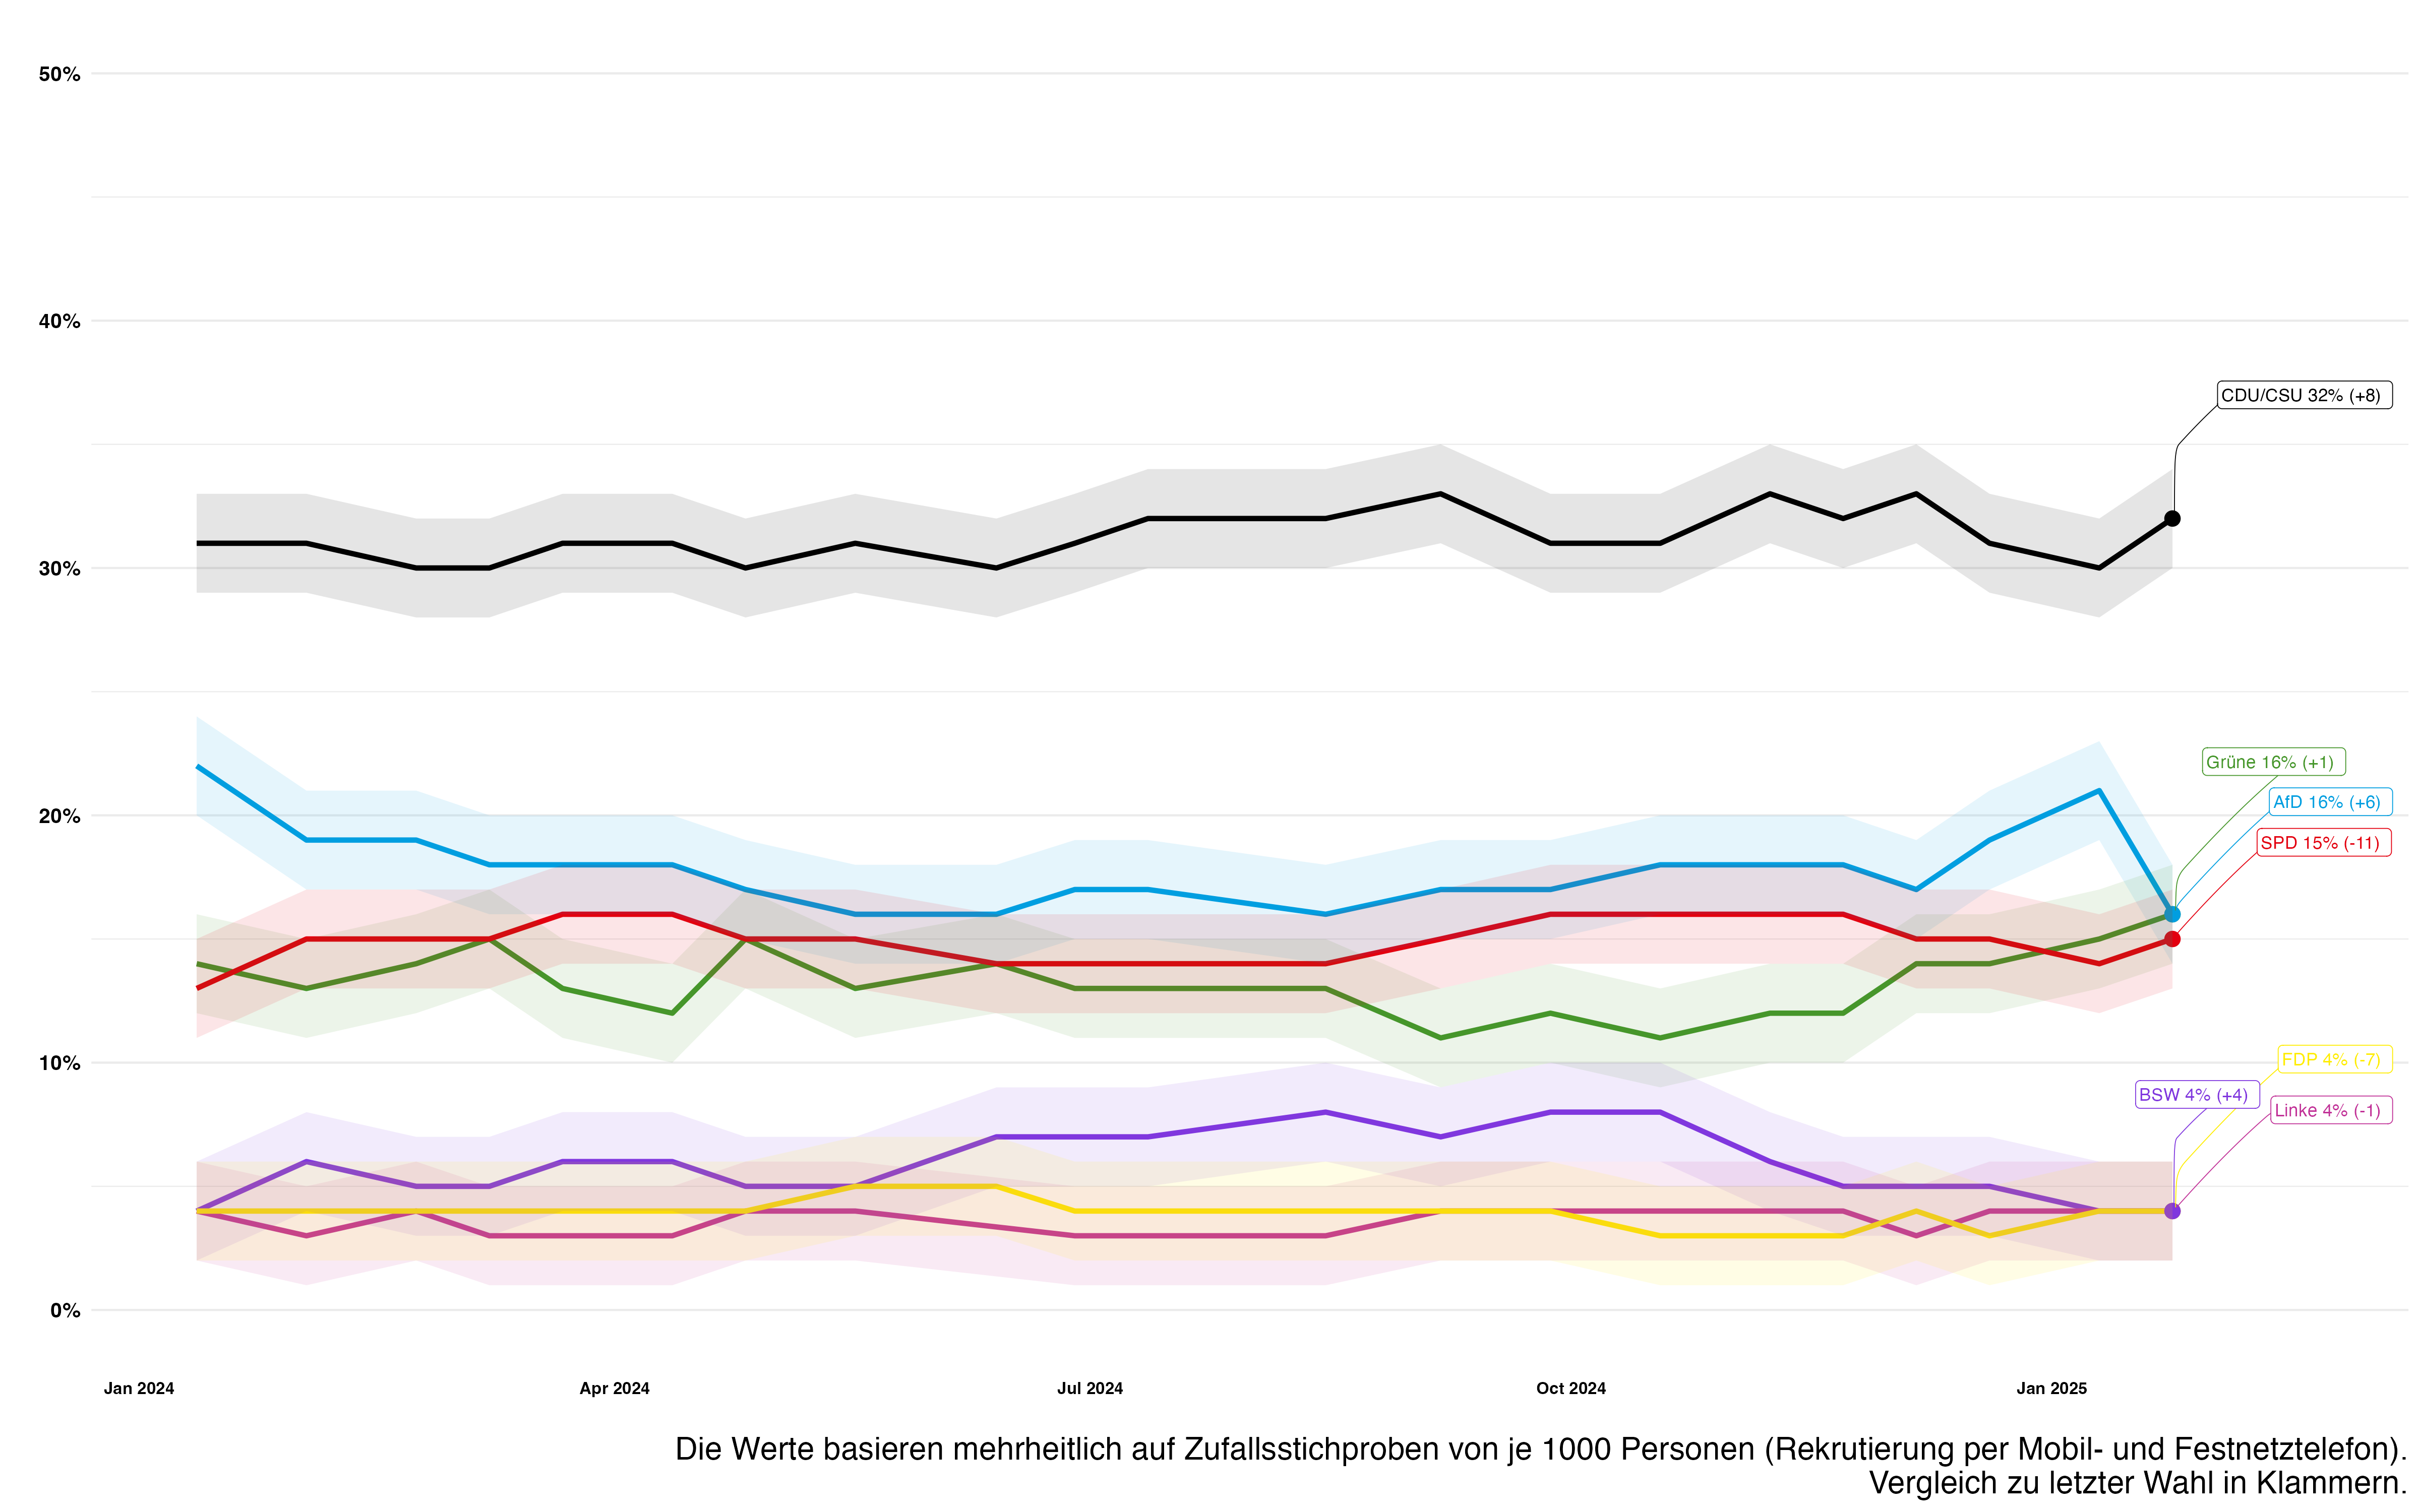 50%
40%
CDU/CSU 32% (+8)
30%
Grüne 16% (+1)
AfD 16% (+6)
20%
SPD 15% (-11)
10%
FDP 4% (-7)
BSW 4% (+4)
Linke 4% (-1)
0%
Jan 2024 Apr 2024 Jul 2024 Oct 2024 Jan 2025
Die Werte basieren mehrheitlich auf Zufallsstichproben von je 1000 Personen (Rekrutierung per Mobil- und Festnetztelefon).
Vergleich zu letzter Wahl in Klammern.